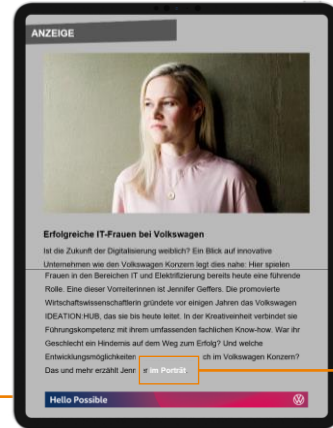 ANZEIGE
Erfolgreiche IT-Frauen bei Volkswagen
Ist die Zukunft der Digitalisierung weiblich? Ein Blick auf innovative
Unternehmen wie den Volkswagen Konzern legt dies nahe: Hier spielen
Frauen in den Bereichen IT und Elektrifizierung bereits heute eine führende
Rolle. Eine dieser Vorreiterinnen ist Jennifer Geffers. Die promovierte
Wirtschaftswissenschaftlerin gründete vor einigen Jahren das Volkswagen
IDEATION:HUB, das sie bis heute leitet. In der Kreativeinheit verbindet sie
Führungskompetenz mit ihrem umfassenden fachlichen Know-how. War ihr
Geschlecht ein Hindernis auf dem Weg zum Erfolg? Und welche
Entwicklungsmöglichkeiten ch im Volkswagen Konzern?
Das und mehr erzählt Jenn r im Porträt.
Hello Possible